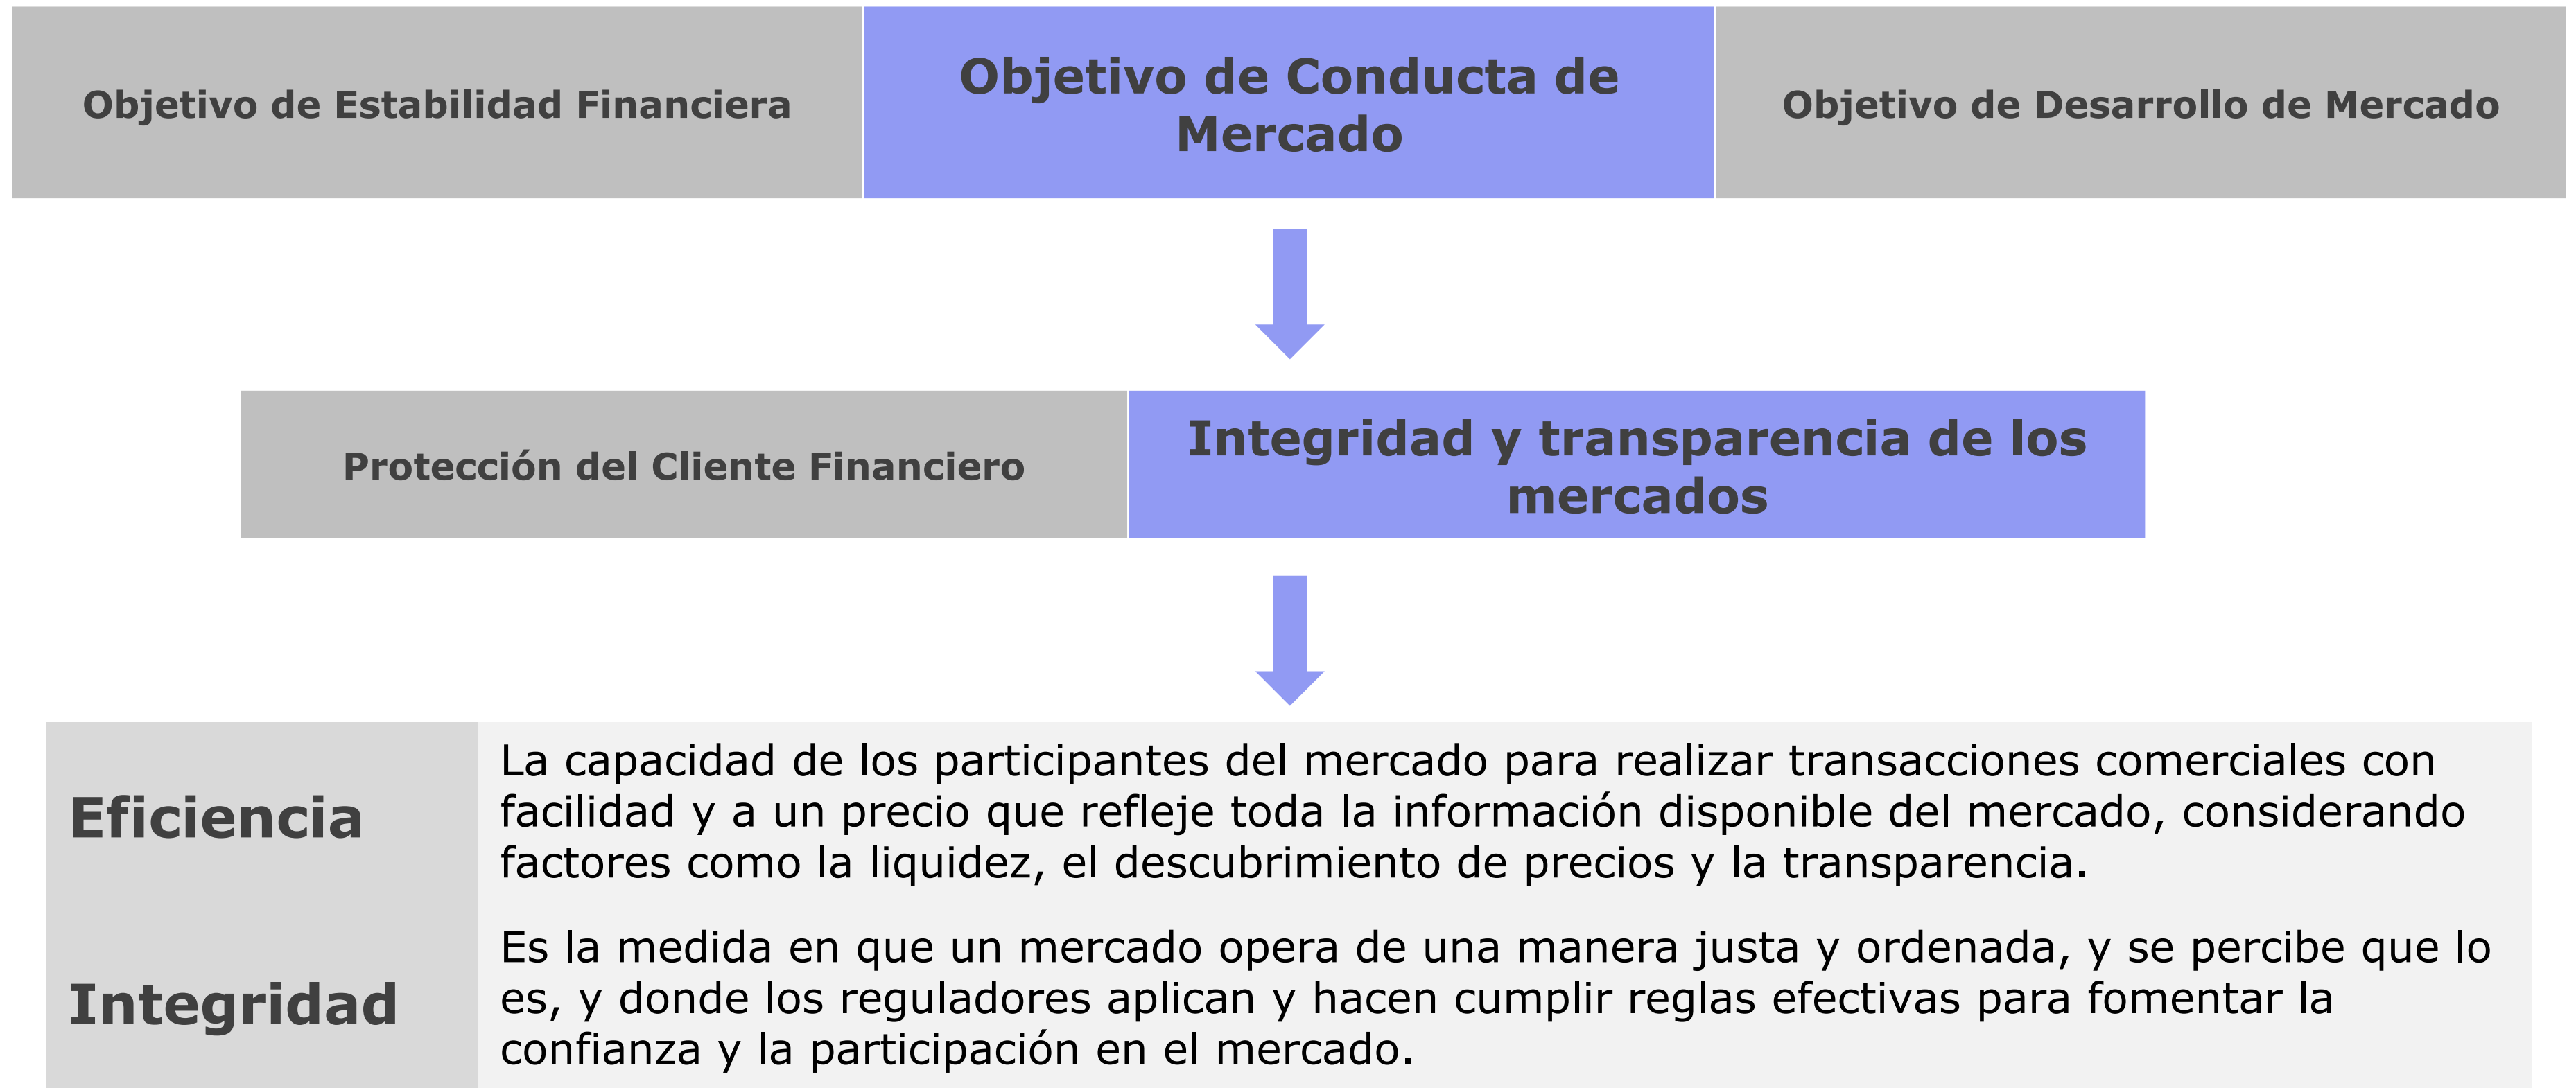 Objetivo de Estabilidad Financiera
Objetivo de Conducta de
Mercado
Objetivo de Desarrollo de Mercado
Protección del Cliente Financiero
Integridad y transparencia de los
mercados
Eficiencia
La capacidad de los participantes del mercado para realizar transacciones comerciales con
facilidad y a un precio que refleje toda la información disponible del mercado, considerando
factores como la liquidez, el descubrimiento de precios y la transparencia.
Integridad
Es la medida en que un mercado opera de una manera justa y ordenada, y se percibe que lo
es, y donde los reguladores aplican y hacen cumplir reglas efectivas para fomentar la
confianza y la participación en el mercado.